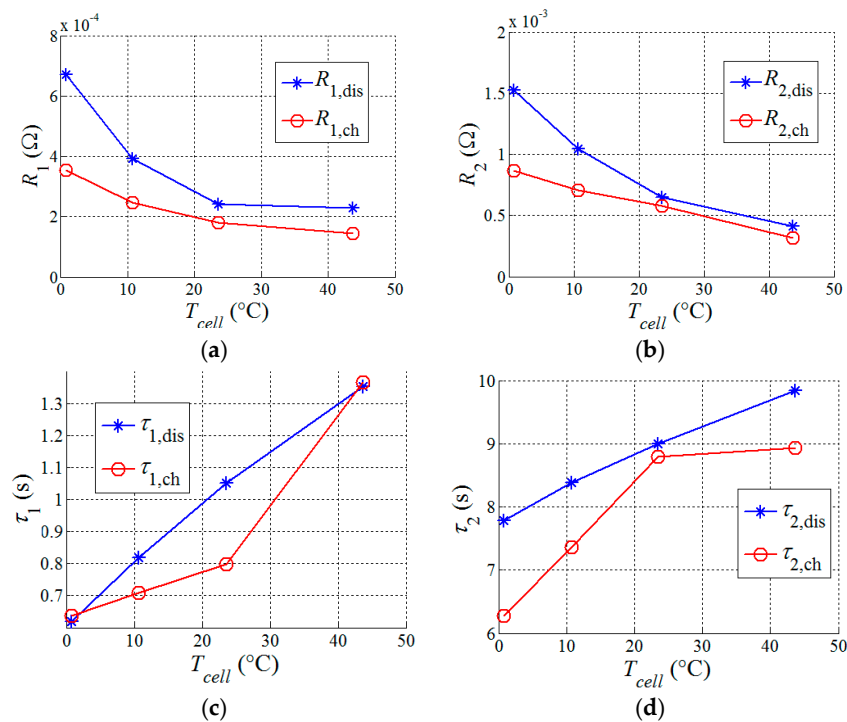 x 10⁻⁴
8
6
4
2
0
R₁ (Ω)
R₁,dis
R₁,ch
0 10 20 30 40 50
T_cell (°C)
(a)
x 10⁻³
2
1.5
1
0.5
0
R₂ (Ω)
R₂,dis
R₂,ch
0 10 20 30 40 50
T_cell (°C)
(b)
1.3
1.2
1.1
1
0.9
0.8
0.7
τ₁ (s)
τ₁,dis
τ₁,ch
0 10 20 30 40 50
T_cell (°C)
(c)
10
9
8
7
6
τ₂ (s)
τ₂,dis
τ₂,ch
0 10 20 30 40 50
T_cell (°C)
(d)